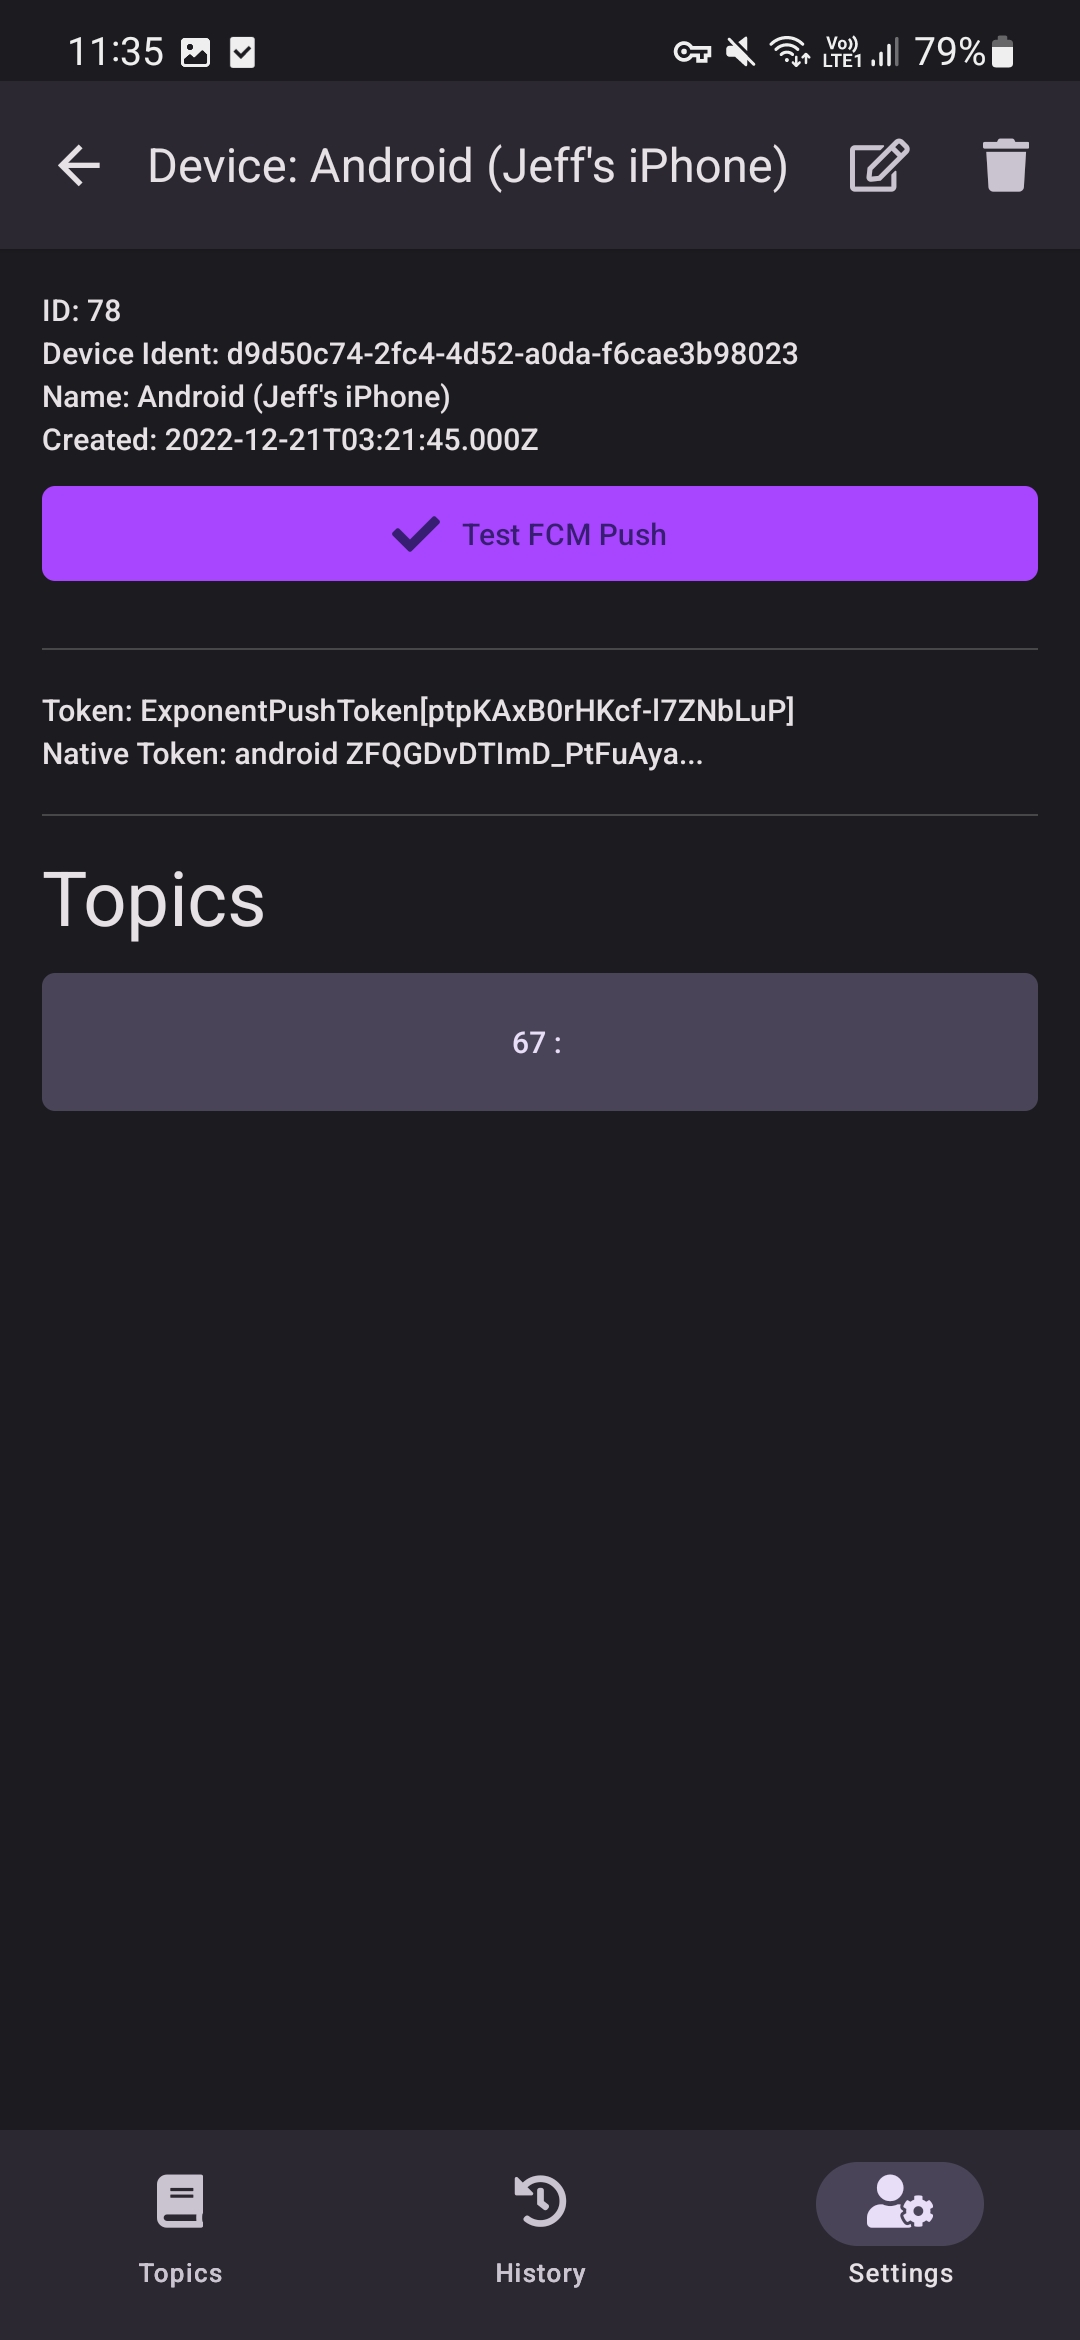 11:35
Vo)) LTE1 79%
Device: Android (Jeff's iPhone)
ID: 78
Device Ident: d9d50c74-2fc4-4d52-a0da-f6cae3b98023
Name: Android (Jeff's iPhone)
Created: 2022-12-21T03:21:45.000Z
Test FCM Push
Token: ExponentPushToken[ptpKAxB0rHKcf-l7ZNbLuP]
Native Token: android ZFQGDvDTImD_PtFuAya...
Topics
67 :
Topics
History
Settings